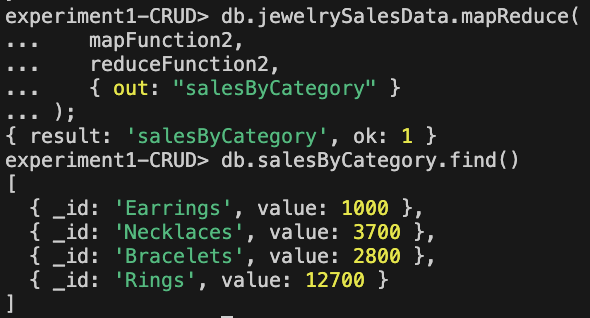 experiment1-CRUD> db.jewelrySalesData.mapReduce(
...     mapFunction2,
...     reduceFunction2,
...     { out: "salesByCategory" }
... );
{ result: 'salesByCategory', ok: 1 }
experiment1-CRUD> db.salesByCategory.find()
[
  { _id: 'Earrings', value: 1000 },
  { _id: 'Necklaces', value: 3700 },
  { _id: 'Bracelets', value: 2800 },
  { _id: 'Rings', value: 12700 }
]